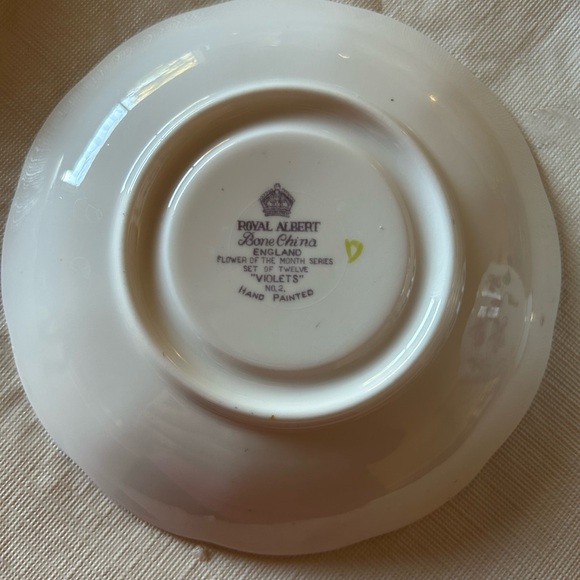 ROYAL ALBERT
Bone China
ENGLAND
FLOWER OF THE MONTH SERIES
SET OF TWELVE
"VIOLETS"
NO.2.
HAND PAINTED
D